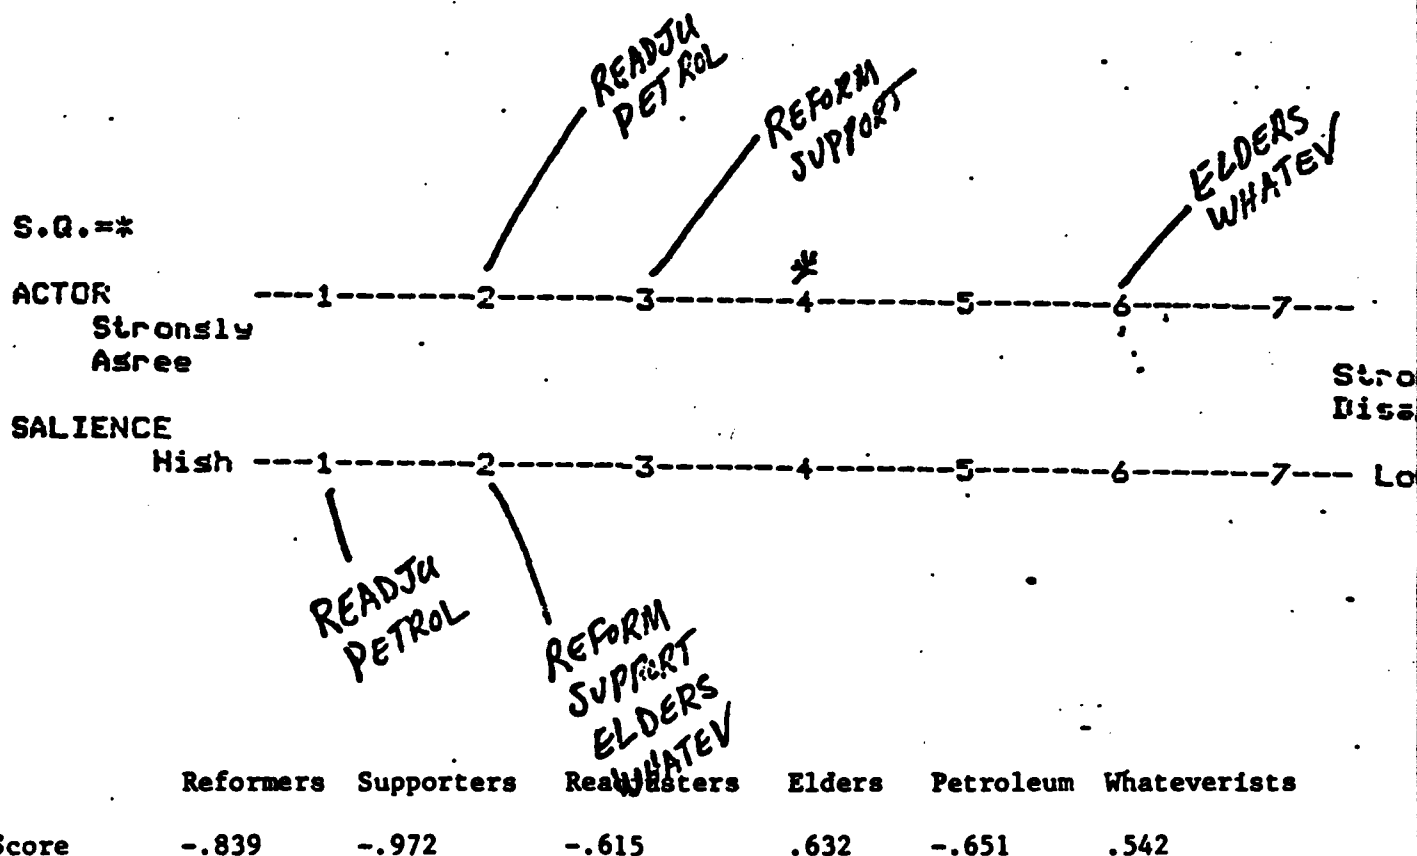 READJU
PETROL
REFORM
SUPPORT
ELDERS
WHATEV
S.Q.=*
*
ACTOR ---1---------2---------3---------4---------5---------6---------7---
Strongly
Agree
Stro
Disa
SALIENCE
High ---1---------2---------3---------4---------5---------6---------7--- Lo
READJU
PETROL
REFORM
SUPPORT
ELDERS
WHATEV
Reformers Supporters Readjusters Elders Petroleum Whateverists
Score -.839 -.972 -.615 .632 -.651 .542